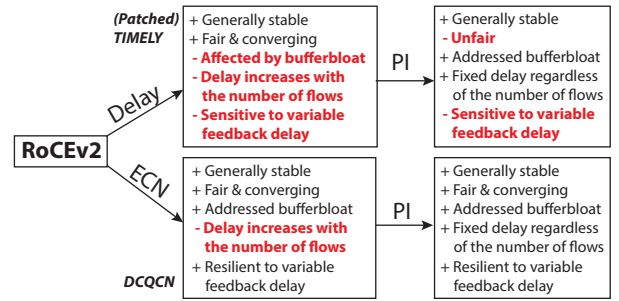 (Patched)
TIMELY
+ Generally stable
+ Fair & converging
- Affected by bufferbloat
- Delay increases with
the number of flows
- Sensitive to variable
feedback delay
PI
+ Generally stable
- Unfair
+ Addressed bufferbloat
+ Fixed delay regardless
of the number of flows
- Sensitive to variable
feedback delay
Delay
RoCEv2
ECN
+ Generally stable
+ Fair & converging
+ Addressed bufferbloat
- Delay increases with
the number of flows
+ Resilient to variable
feedback delay
DCQCN
PI
+ Generally stable
+ Fair & converging
+ Addressed bufferbloat
+ Fixed delay regardless
of the number of flows
+ Resilient to variable
feedback delay